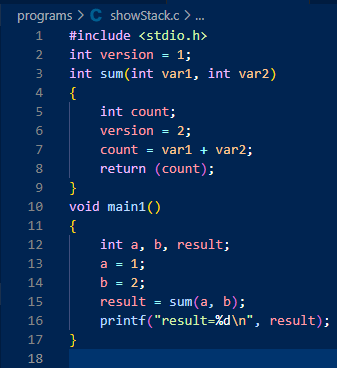 programs > C showStack.c > ...
1 #include <stdio.h>
2 int version = 1;
3 int sum(int var1, int var2)
4 {
5     int count;
6     version = 2;
7     count = var1 + var2;
8     return (count);
9 }
10 void main1()
11 {
12     int a, b, result;
13     a = 1;
14     b = 2;
15     result = sum(a, b);
16     printf("result=%d\n", result);
17 }
18